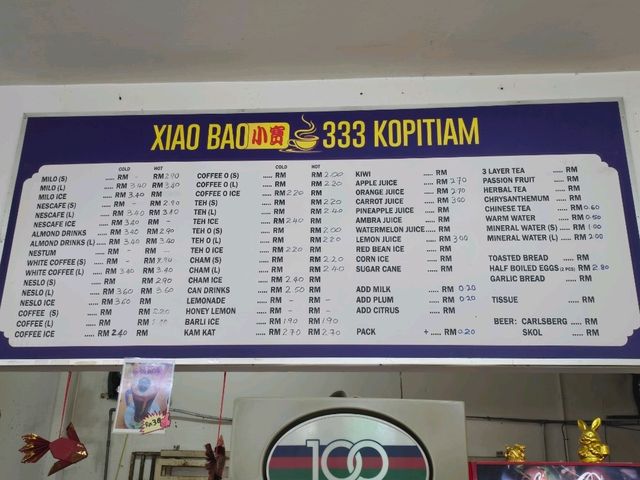 XIAO BAO 小寶 333 KOPITIAM
COLD HOT
MILO (S) ..... RM - RM 2.90
MILO (L) ..... RM 3.40 RM 3.40
MILO ICE ..... RM 3.40
NESCAFE (S) ..... RM - RM 2.90
NESCAFE (L) ..... RM 3.40 RM 3.40
NESCAFE ICE ..... RM RM -
ALMOND DRINKS ..... RM 3.40 RM 2.90
ALMOND DRINKS (L) ..... RM 3.40 RM 3.40
NESTUM ..... RM - RM -
WHITE COFFEE (S) ..... RM - RM 2.90
WHITE COFFEE (L) ..... RM 3.40 RM 3.40
NESLO (S) ..... RM RM 2.90
NESLO (L) ..... RM 3.60 RM 3.60
NESLO ICE ..... RM 3.60 RM
COFFEE (S) ..... RM RM 2.20
COFFEE (L) ..... RM RM
COFFEE ICE ..... RM 2.40 RM
COLD HOT
COFFEE O (S) ..... RM RM 2.00
COFFEE O (L) ..... RM RM 2.20
COFFEE O ICE ..... RM 2.20 RM
TEH (S) ..... RM RM 2.20
TEH (L) ..... RM RM 2.40
TEH ICE ..... RM 2.40 RM
TEH O (S) ..... RM RM 2.00
TEH O (L) ..... RM RM 2.20
TEH O ICE ..... RM 2.20 RM
CHAM (S) ..... RM RM 2.20
CHAM (L) ..... RM RM 2.40
CHAM ICE ..... RM 2.40 RM
CAN DRINKS ..... RM 2.50 RM
LEMONADE ..... RM - RM -
HONEY LEMON ..... RM - RM -
BARLI ICE ..... RM 1.90 RM 1.90
KAM KAT ..... RM 2.70 RM 2.70
KIWI ..... RM
APPLE JUICE ..... RM 2.70
ORANGE JUICE ..... RM 2.70
CARROT JUICE ..... RM 3.00
PINEAPPLE JUICE ..... RM
AMBRA JUICE ..... RM
WATERMELON JUICE ..... RM
LEMON JUICE ..... RM 3.00
RED BEAN ICE ..... RM
CORN ICE ..... RM
SUGAR CANE ..... RM
ADD MILK ..... RM 0.20
ADD PLUM ..... RM 0.20
ADD CITRUS ..... RM
PACK + ..... RM 0.20
3 LAYER TEA ..... RM
PASSION FRUIT ..... RM
HERBAL TEA ..... RM
CHRYSANTHEMUM ..... RM
CHINESE TEA ..... RM 0.60
WARM WATER ..... RM 0.50
MINERAL WATER (S) ..... RM 1.00
MINERAL WATER (L) ..... RM 2.00
TOASTED BREAD ..... RM
HALF BOILED EGGS (2 PCS) RM 2.80
GARLIC BREAD ..... RM
TISSUE ..... RM
BEER: CARLSBERG ..... RM
SKOL ..... RM
100